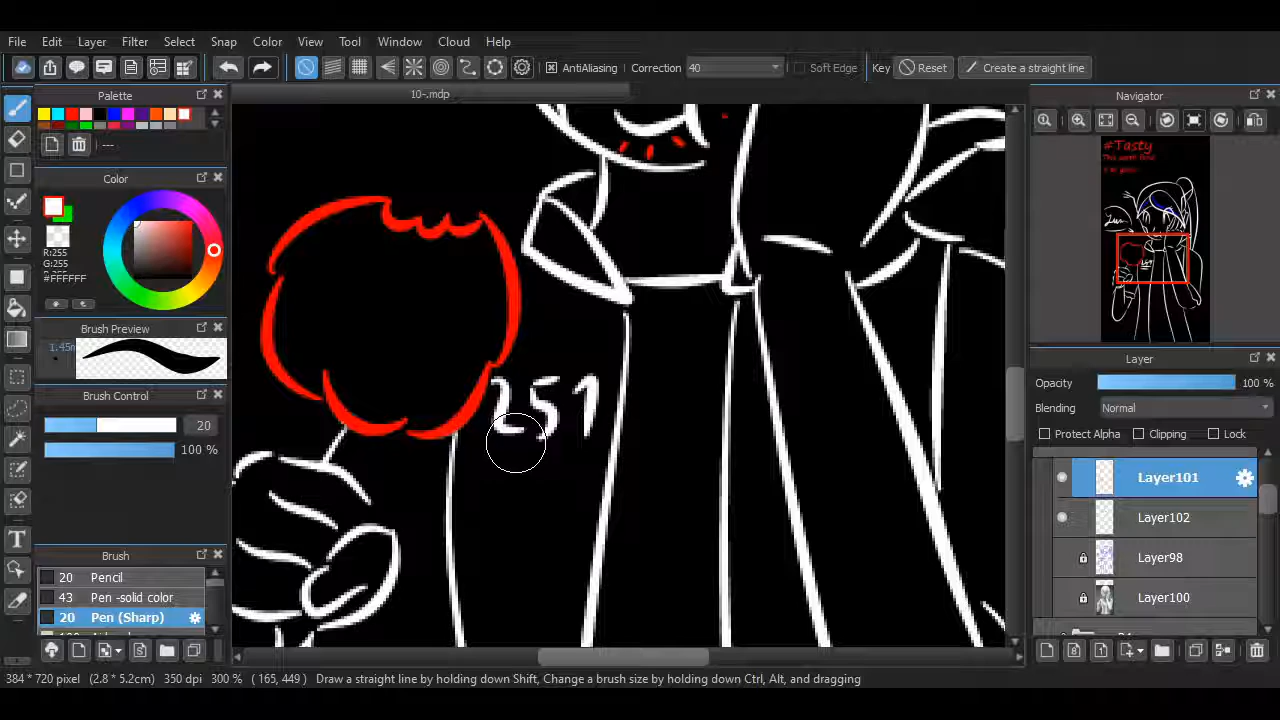 File Edit Layer Filter Select Snap Color View Tool Window Cloud Help
AntiAliasing Correction 40 Soft Edge Key Reset Create a straight line
Palette
10-.mdp
Navigator
---
Color
R:255
G:255
#FFFFFF
#Tasty
Brush Preview
1.45m
Brush Control
20
100 %
251
Layer
Opacity 100 %
Blending Normal
Protect Alpha Clipping Lock
Layer101
Layer102
Layer98
Layer100
Brush
20 Pencil
43 Pen -solid color
20 Pen (Sharp)
T
384 * 720 pixel (2.8 * 5.2cm) 350 dpi 300 % ( 165, 449 ) Draw a straight line by holding down Shift, Change a brush size by holding down Ctrl, Alt, and dragging